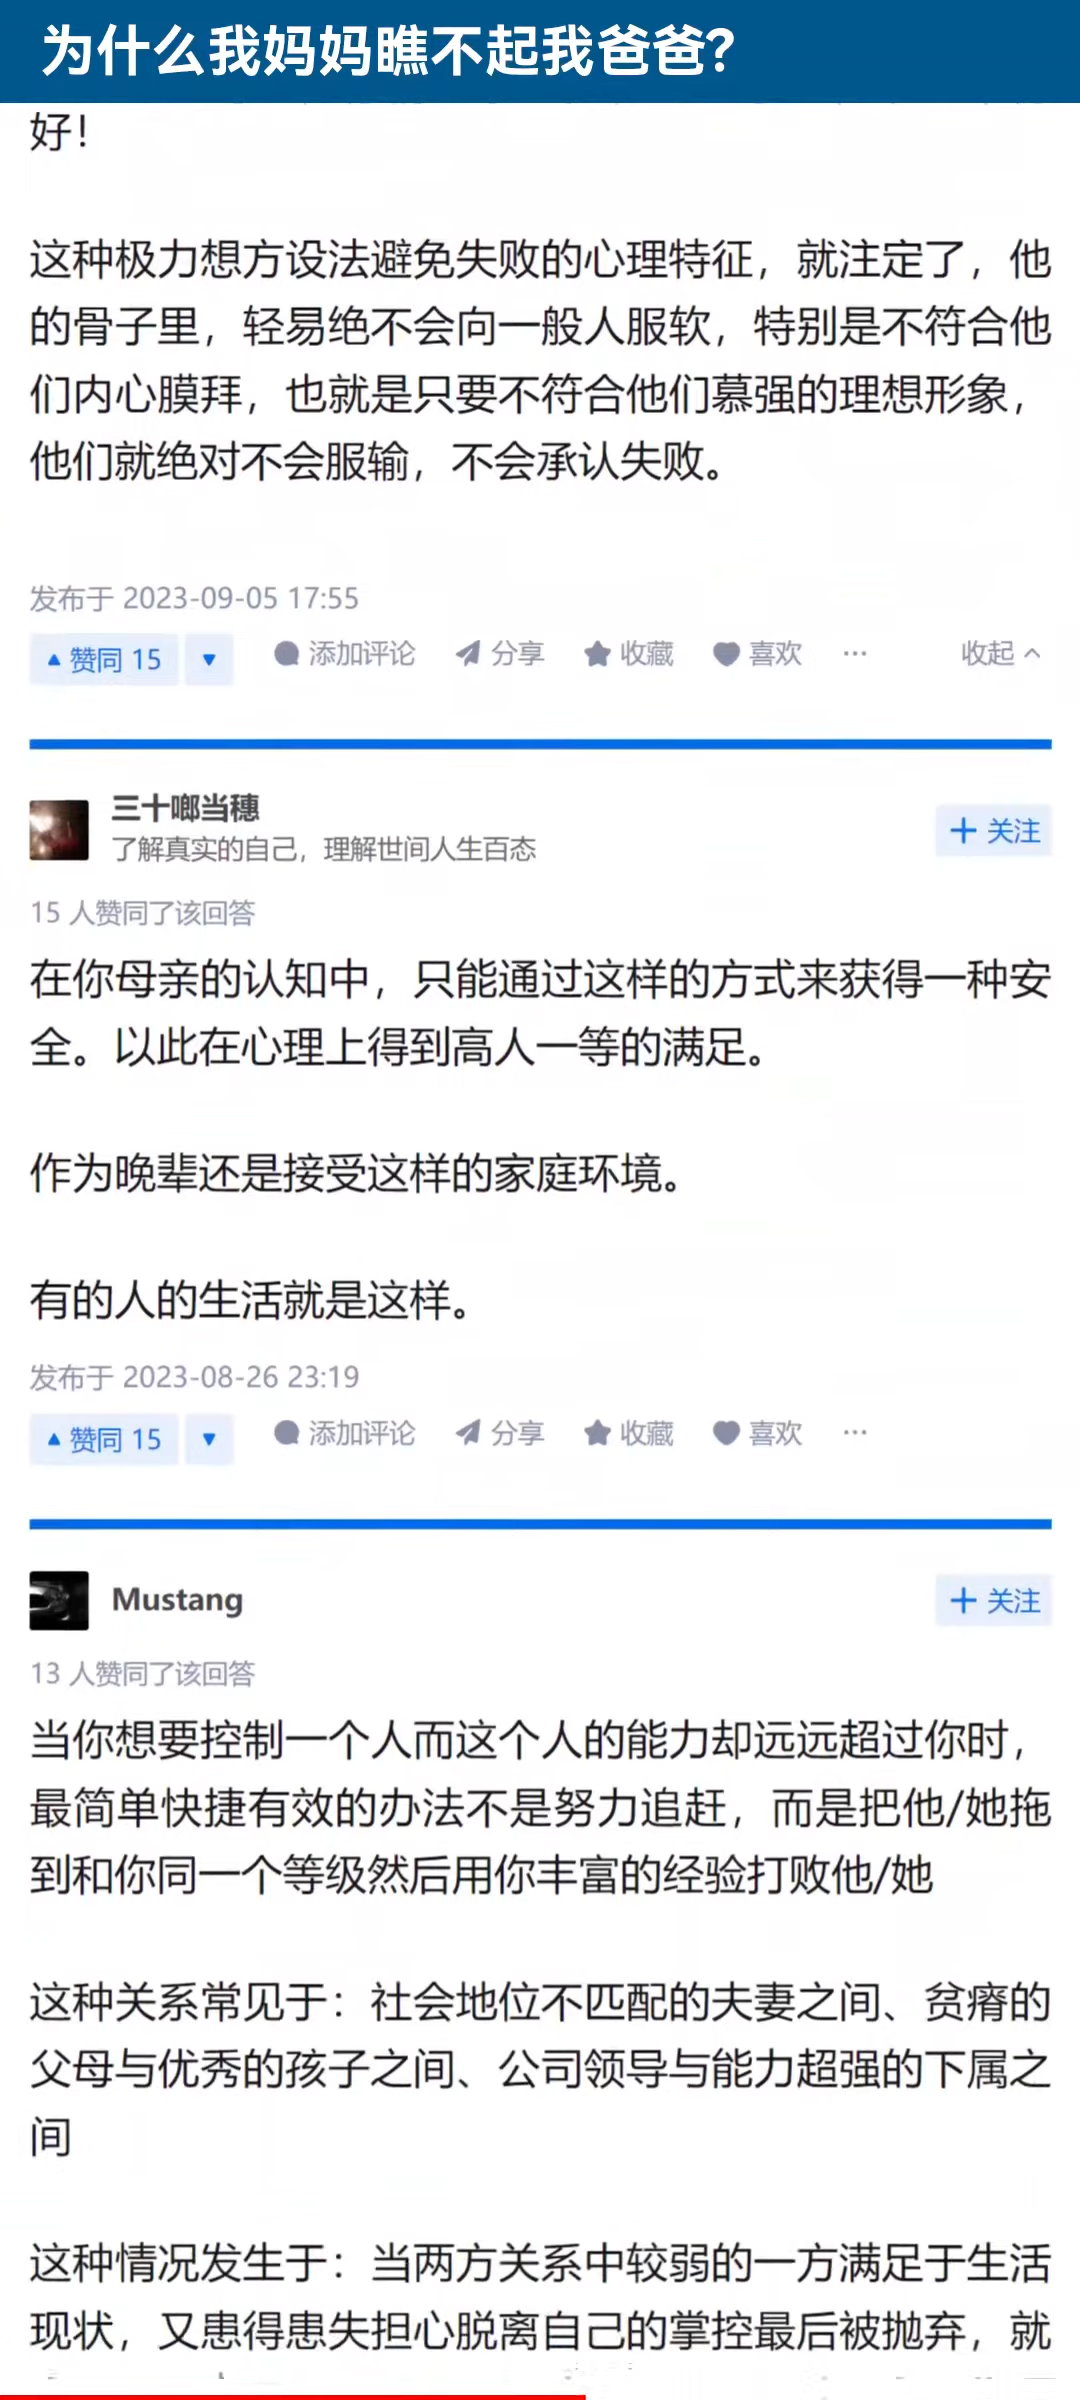 为什么我妈妈瞧不起我爸爸?
好！
这种极力想方设法避免失败的心理特征，就注定了，他
的骨子里，轻易绝不会向一般人服软，特别是不符合他
们内心膜拜，也就是只要不符合他们慕强的理想形象，
他们就绝对不会服输，不会承认失败。
发布于 2023-09-05 17:55
赞同 15 添加评论 分享 收藏 喜欢 ··· 收起
三十啷当穗
了解真实的自己，理解世间人生百态
+ 关注
15 人赞同了该回答
在你母亲的认知中，只能通过这样的方式来获得一种安
全。以此在心理上得到高人一等的满足。
作为晚辈还是接受这样的家庭环境。
有的人的生活就是这样。
发布于 2023-08-26 23:19
赞同 15 添加评论 分享 收藏 喜欢 ···
Mustang
+ 关注
13 人赞同了该回答
当你想要控制一个人而这个人的能力却远远超过你时，
最简单快捷有效的办法不是努力追赶，而是把他/她拖
到和你同一个等级然后用你丰富的经验打败他/她
这种关系常见于：社会地位不匹配的夫妻之间、贫瘠的
父母与优秀的孩子之间、公司领导与能力超强的下属之
间
这种情况发生于：当两方关系中较弱的一方满足于生活
现状，又患得患失担心脱离自己的掌控最后被抛弃，就